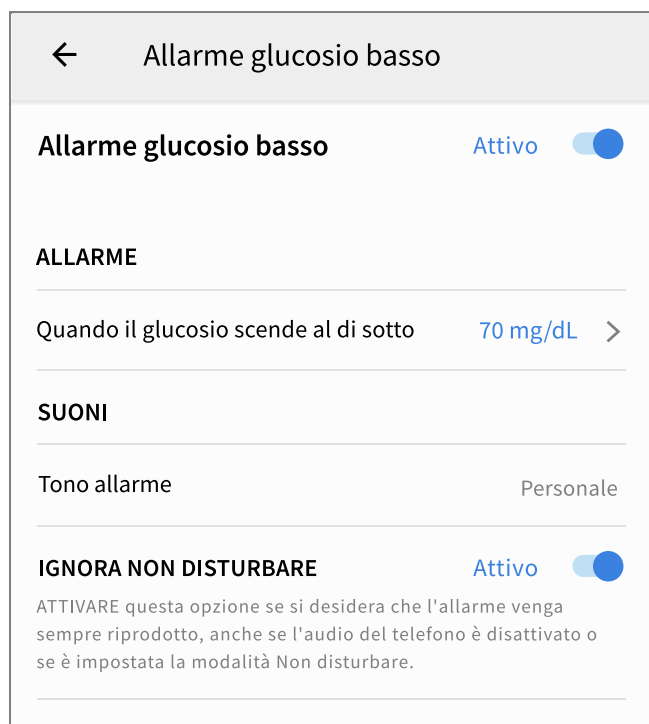 Allarme glucosio basso
Allarme glucosio basso Attivo
ALLARME
Quando il glucosio scende al di sotto 70 mg/dL
SUONI
Tono allarme Personale
IGNORA NON DISTURBARE Attivo
ATTIVARE questa opzione se si desidera che l'allarme venga
sempre riprodotto, anche se l'audio del telefono è disattivato o
se è impostata la modalità Non disturbare.